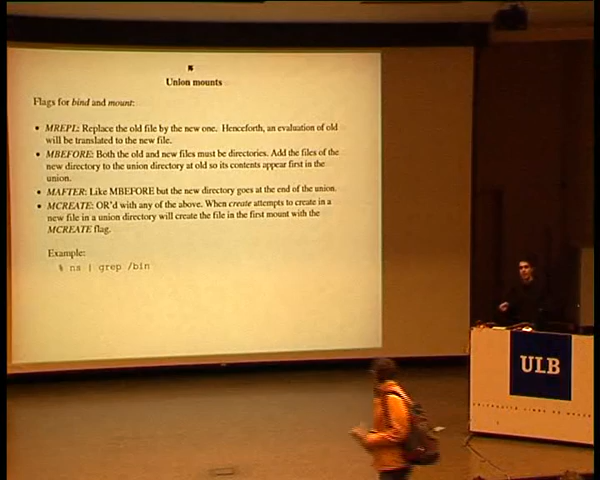 Union mounts
Flags for bind and mount:
• MREPL: Replace the old file by the new one. Henceforth, an evaluation of old
will be translated to the new file.
• MBEFORE: Both the old and new files must be directories. Add the files of the
new directory to the union directory at old so its contents appear first in the
union.
• MAFTER: Like MBEFORE but the new directory goes at the end of the union.
• MCREATE: OR'd with any of the above. When create attempts to create in a
new file in a union directory will create the file in the first mount with the
MCREATE flag.
Example:
% ns | grep /bin
ULB
UNIVERSITÉ LIBRE DE